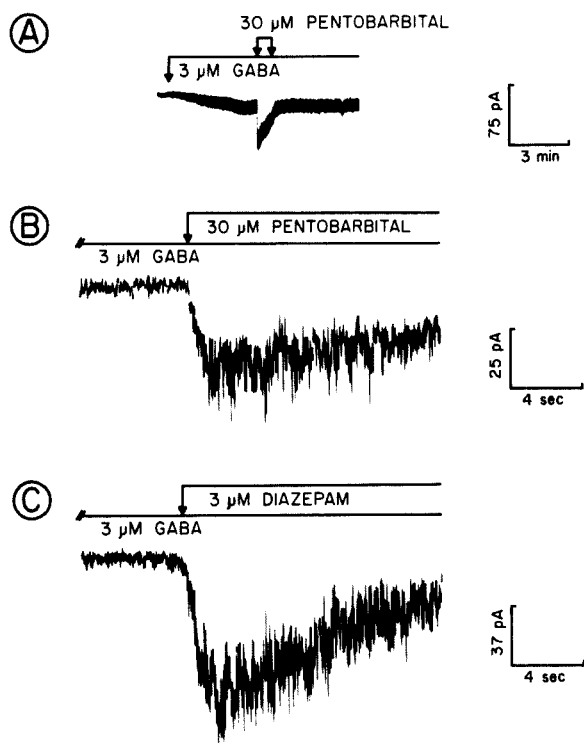 A
30 µM PENTOBARBITAL
3 µM GABA
75 pA
3 min
B
30 µM PENTOBARBITAL
3 µM GABA
25 pA
4 sec
C
3 µM DIAZEPAM
3 µM GABA
37 pA
4 sec